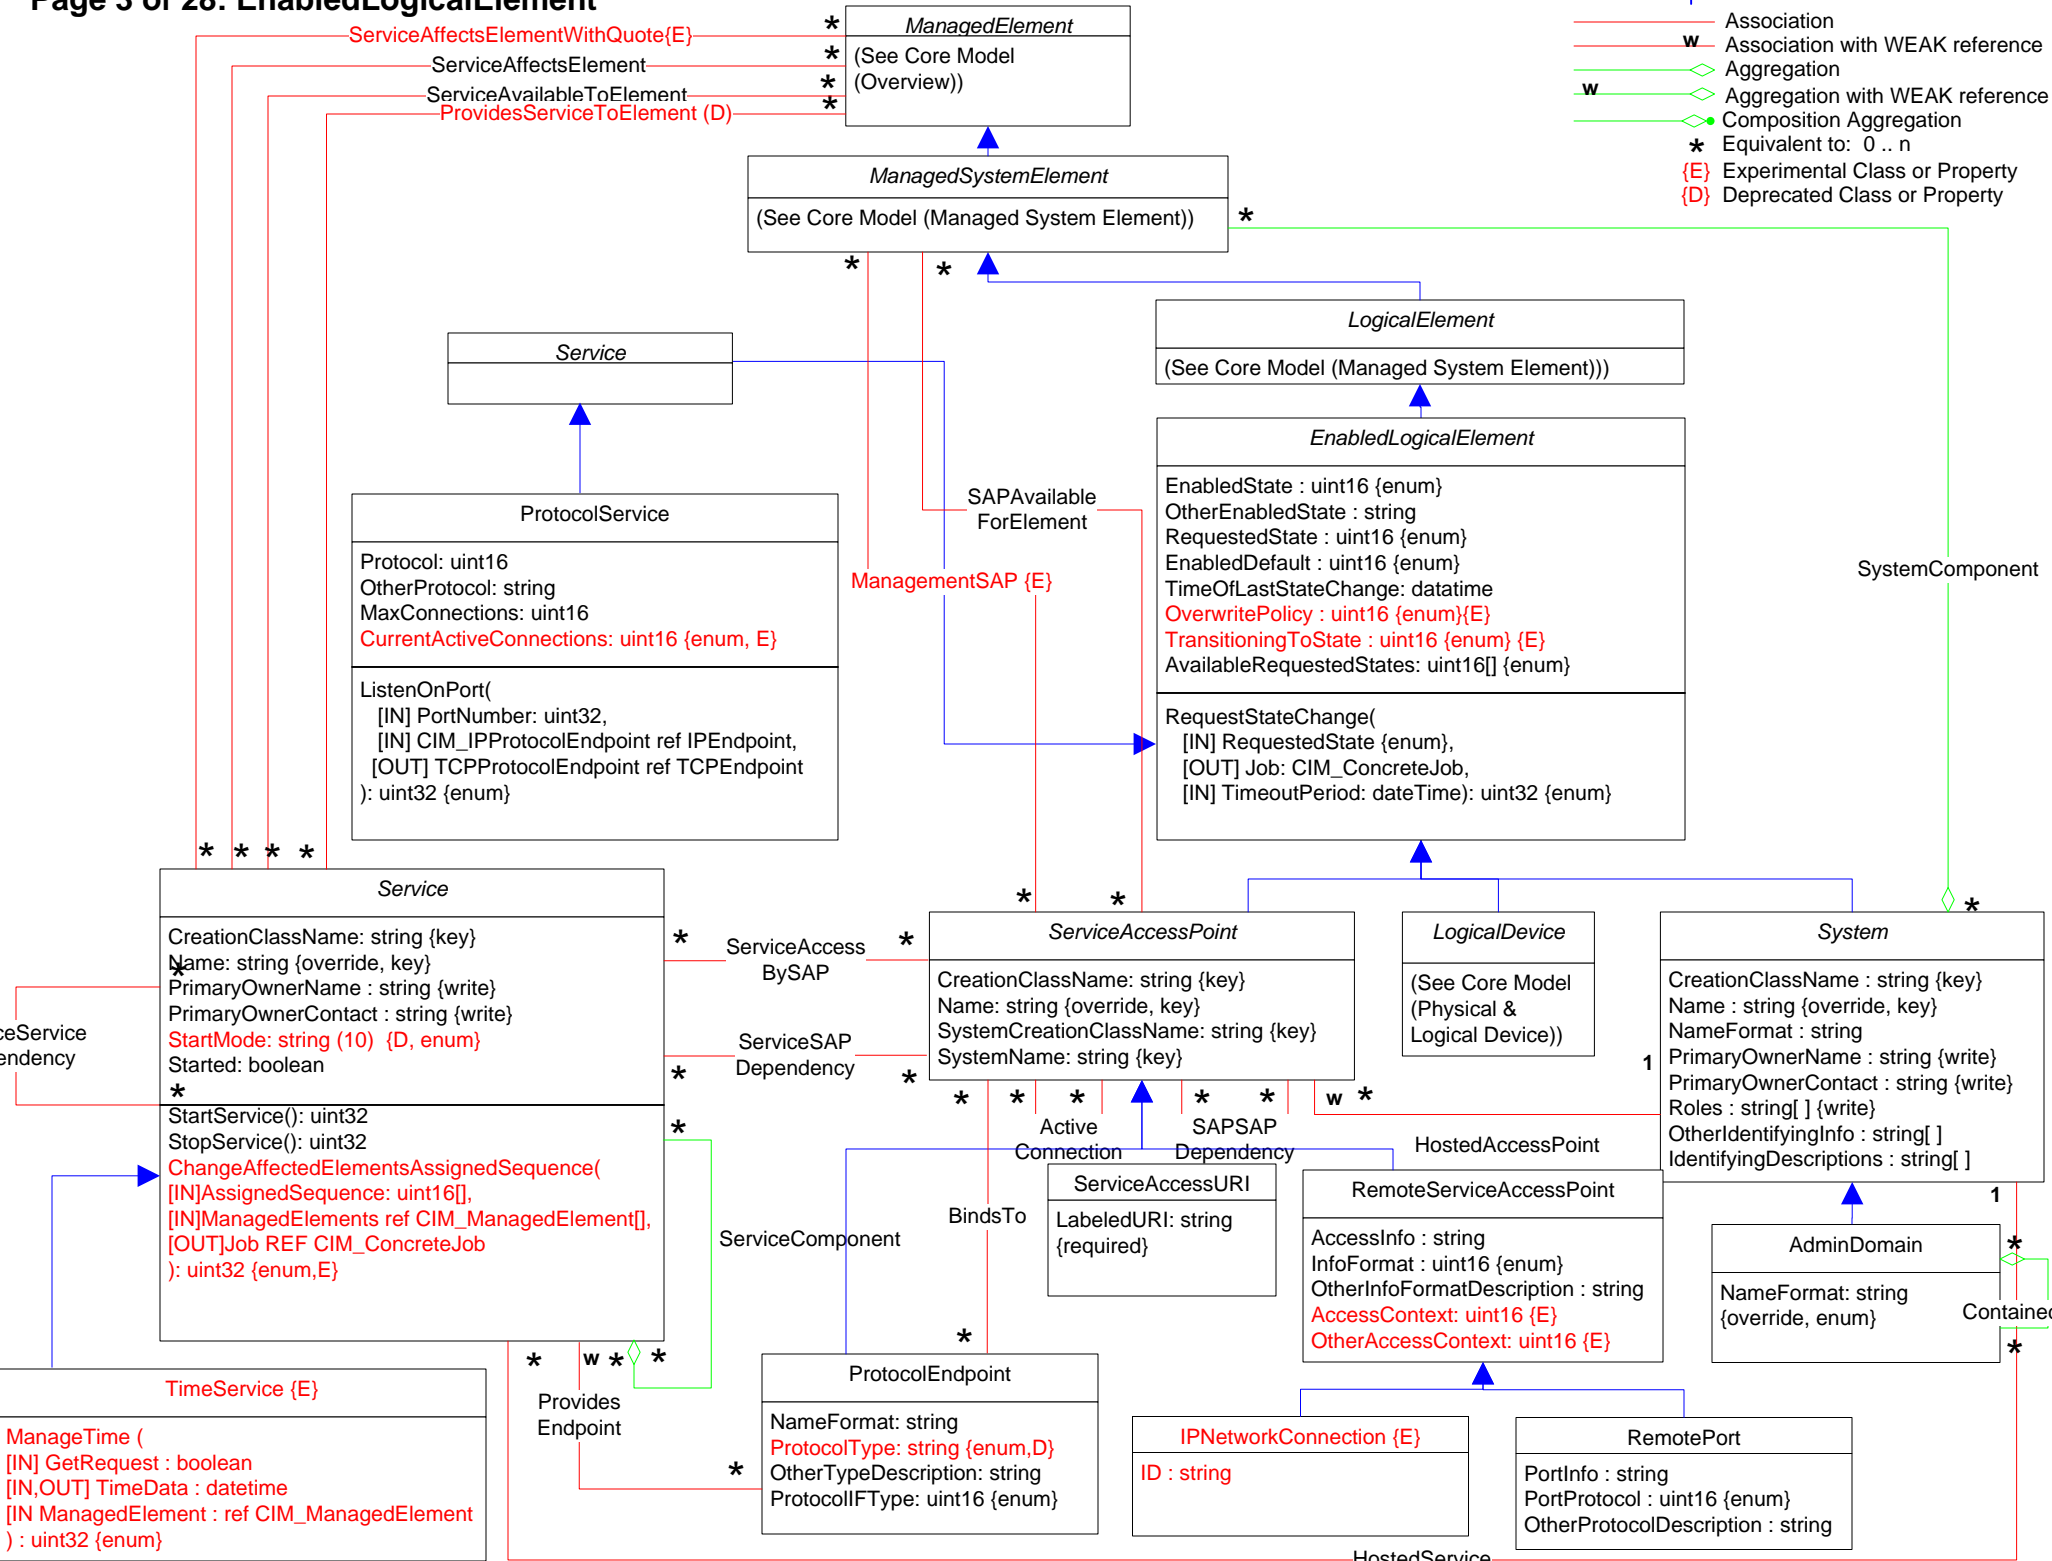 Page 3 of 28: EnabledLogicalElement
Association
w
Association with WEAK reference
Aggregation
w
Aggregation with WEAK reference
Composition Aggregation
* Equivalent to: 0 .. n
{E} Experimental Class or Property
{D} Deprecated Class or Property
ServiceAffectsElementWithQuote{E}
*
ServiceAffectsElement
*
ServiceAvailableToElement
*
ProvidesServiceToElement (D)
*
ManagedElement
(See Core Model
(Overview))
ManagedSystemElement
(See Core Model (Managed System Element))
*
*
*
LogicalElement
(See Core Model (Managed System Element)))
Service
EnabledLogicalElement
EnabledState : uint16 {enum}
OtherEnabledState : string
RequestedState : uint16 {enum}
EnabledDefault : uint16 {enum}
TimeOfLastStateChange: datatime
OverwritePolicy : uint16 {enum}{E}
TransitioningToState : uint16 {enum} {E}
AvailableRequestedStates: uint16[] {enum}
RequestStateChange(
[IN] RequestedState {enum},
[OUT] Job: CIM_ConcreteJob,
[IN] TimeoutPeriod: dateTime): uint32 {enum}
SAPAvailable
ForElement
ManagementSAP {E}
SystemComponent
ProtocolService
Protocol: uint16
OtherProtocol: string
MaxConnections: uint16
CurrentActiveConnections: uint16 {enum, E}
ListenOnPort(
[IN] PortNumber: uint32,
[IN] CIM_IPProtocolEndpoint ref IPEndpoint,
[OUT] TCPProtocolEndpoint ref TCPEndpoint
): uint32 {enum}
* * * *
Service
CreationClassName: string {key}
Name: string {override, key}
*
PrimaryOwnerName : string {write}
PrimaryOwnerContact : string {write}
StartMode: string (10)  {D, enum}
Started: boolean
*
StartService(): uint32
StopService(): uint32
ChangeAffectedElementsAssignedSequence(
[IN]AssignedSequence: uint16[],
[IN]ManagedElements ref CIM_ManagedElement[],
[OUT]Job REF CIM_ConcreteJob
): uint32 {enum,E}
ceService
endency
* ServiceAccess *
BySAP
ServiceSAP
Dependency
* *
*
ServiceComponent
* *
ServiceAccessPoint
CreationClassName: string {key}
Name: string {override, key}
SystemCreationClassName: string {key}
SystemName: string {key}
LogicalDevice
(See Core Model
(Physical &
Logical Device))
*
System
CreationClassName : string {key}
Name : string {override, key}
NameFormat : string
PrimaryOwnerName : string {write}
PrimaryOwnerContact : string {write}
Roles : string[ ] {write}
OtherIdentifyingInfo : string[ ]
IdentifyingDescriptions : string[ ]
1
* * * * * w *
Active
Connection
SAPSAP
Dependency
HostedAccessPoint
BindsTo
*
ServiceAccessURI
LabeledURI: string
{required}
RemoteServiceAccessPoint
AccessInfo : string
InfoFormat : uint16 {enum}
OtherInfoFormatDescription : string
AccessContext: uint16 {E}
OtherAccessContext: uint16 {E}
1
AdminDomain
NameFormat: string
{override, enum}
*
Contained
*
* w * *
Provides
Endpoint
*
TimeService {E}
ManageTime (
[IN] GetRequest : boolean
[IN,OUT] TimeData : datetime
[IN ManagedElement : ref CIM_ManagedElement
) : uint32 {enum}
ProtocolEndpoint
NameFormat: string
ProtocolType: string {enum,D}
OtherTypeDescription: string
ProtocolIFType: uint16 {enum}
IPNetworkConnection {E}
ID : string
RemotePort
PortInfo : string
PortProtocol : uint16 {enum}
OtherProtocolDescription : string
HostedService